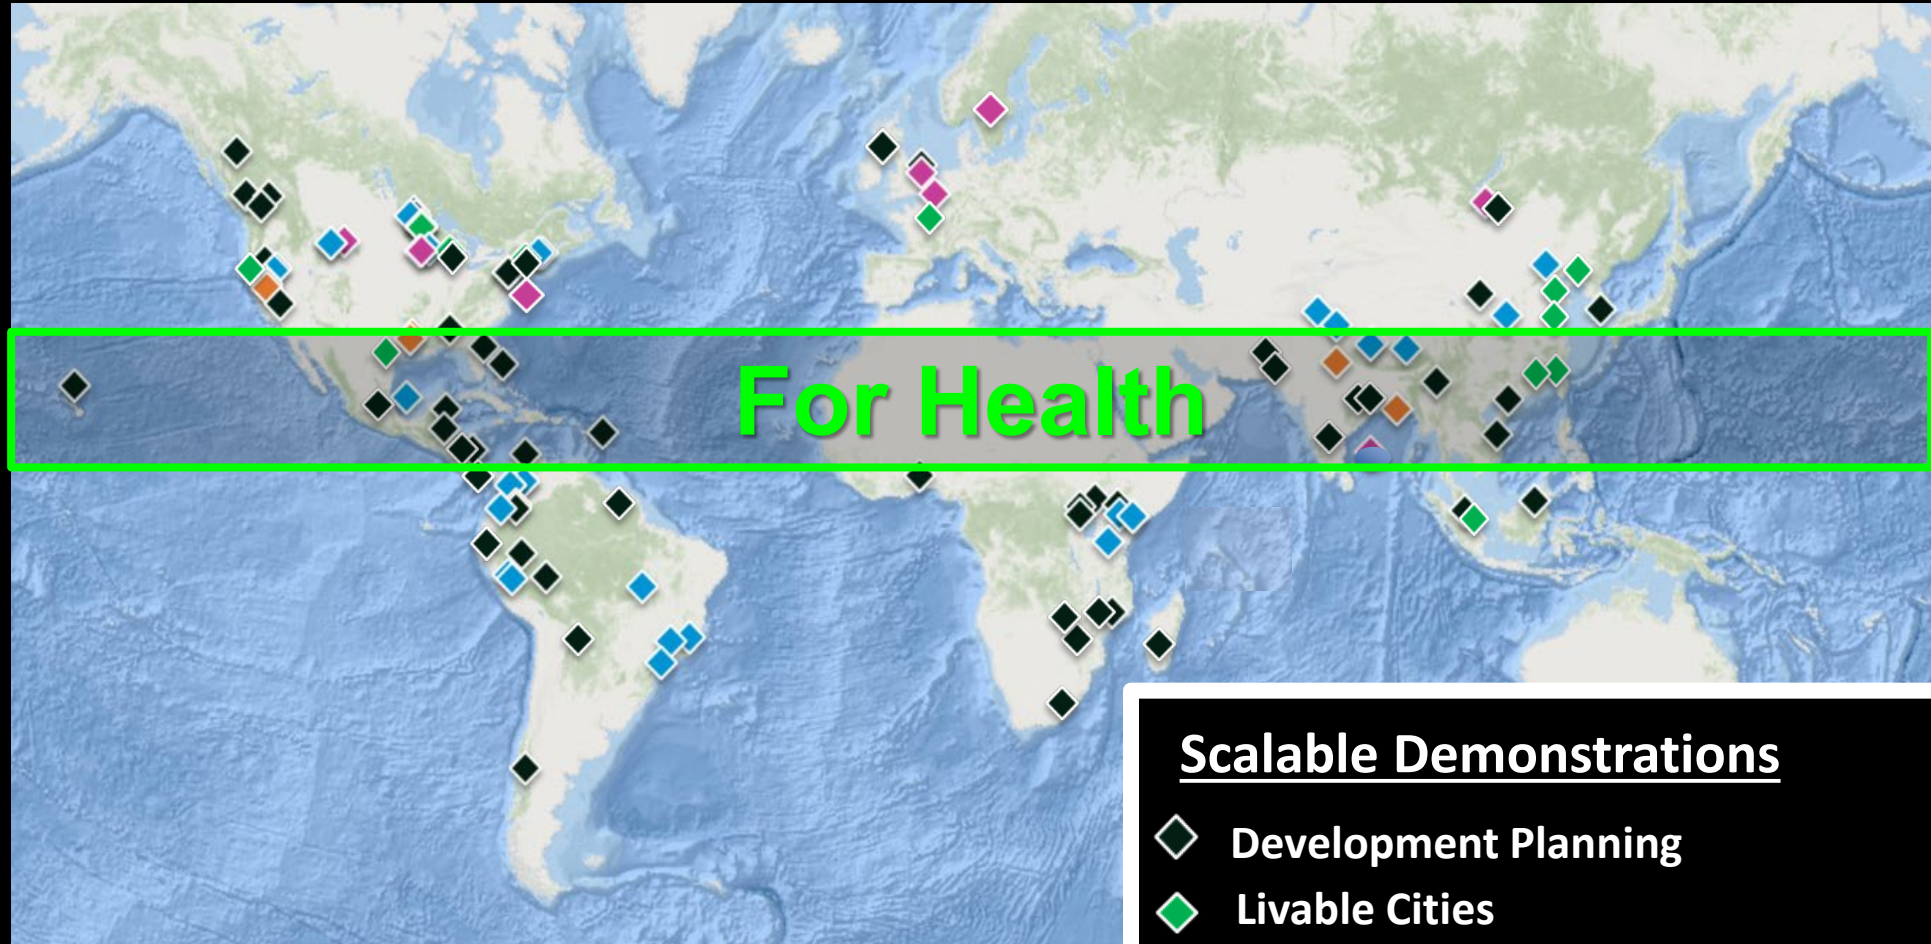 For Health
Scalable Demonstrations
Development Planning
Livable Cities